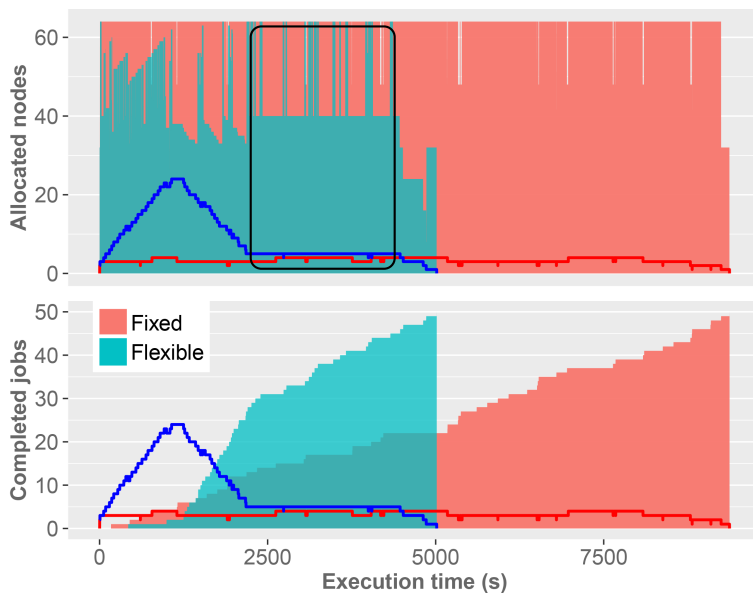 Allocated nodes
60
40
20
0
Completed jobs
50
40
30
20
10
0
Fixed
Flexible
0 2500 5000 7500
Execution time (s)